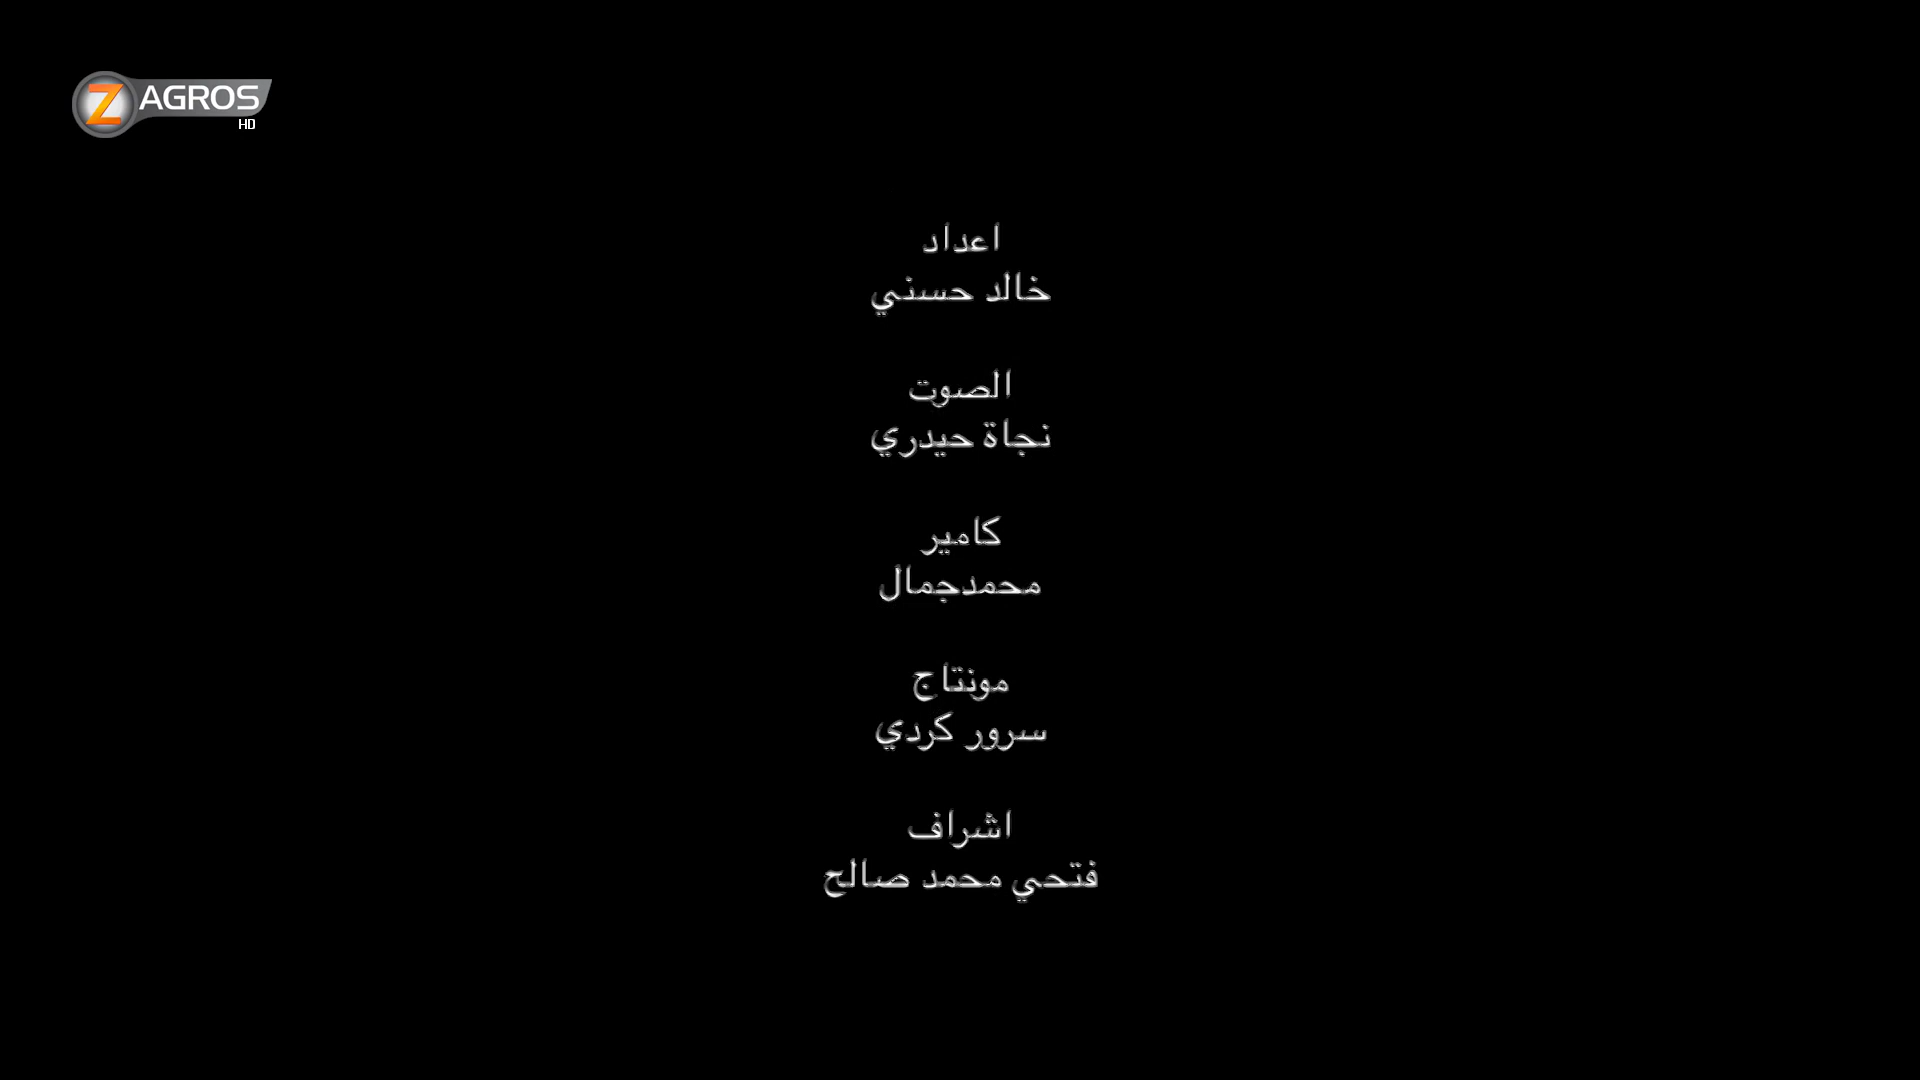 ZAGROS
HD
اعداد
خالد حسني
الصوت
نجاة حيدري
كامير
محمدجمال
مونتاج
سرور كردي
اشراف
فتحي محمد صالح